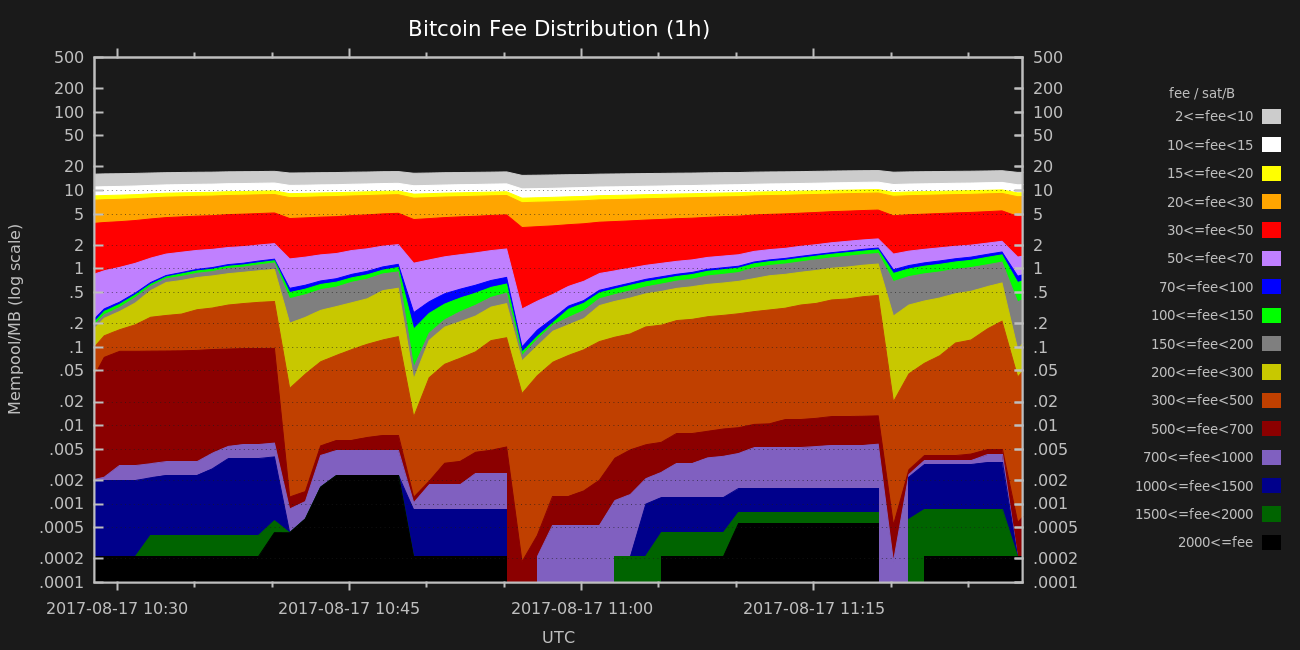 Bitcoin Fee Distribution (1h)
Mempool/MB (log scale)
500
200
100
50
20
10
5
2
1
.5
.2
.1
.05
.02
.01
.005
.002
.001
.0005
.0002
.0001
500
200
100
50
20
10
5
2
1
.5
.2
.1
.05
.02
.01
.005
.002
.001
.0005
.0002
.0001
2017-08-17 10:30
2017-08-17 10:45
2017-08-17 11:00
2017-08-17 11:15
UTC
fee / sat/B
2<=fee<10
10<=fee<15
15<=fee<20
20<=fee<30
30<=fee<50
50<=fee<70
70<=fee<100
100<=fee<150
150<=fee<200
200<=fee<300
300<=fee<500
500<=fee<700
700<=fee<1000
1000<=fee<1500
1500<=fee<2000
2000<=fee